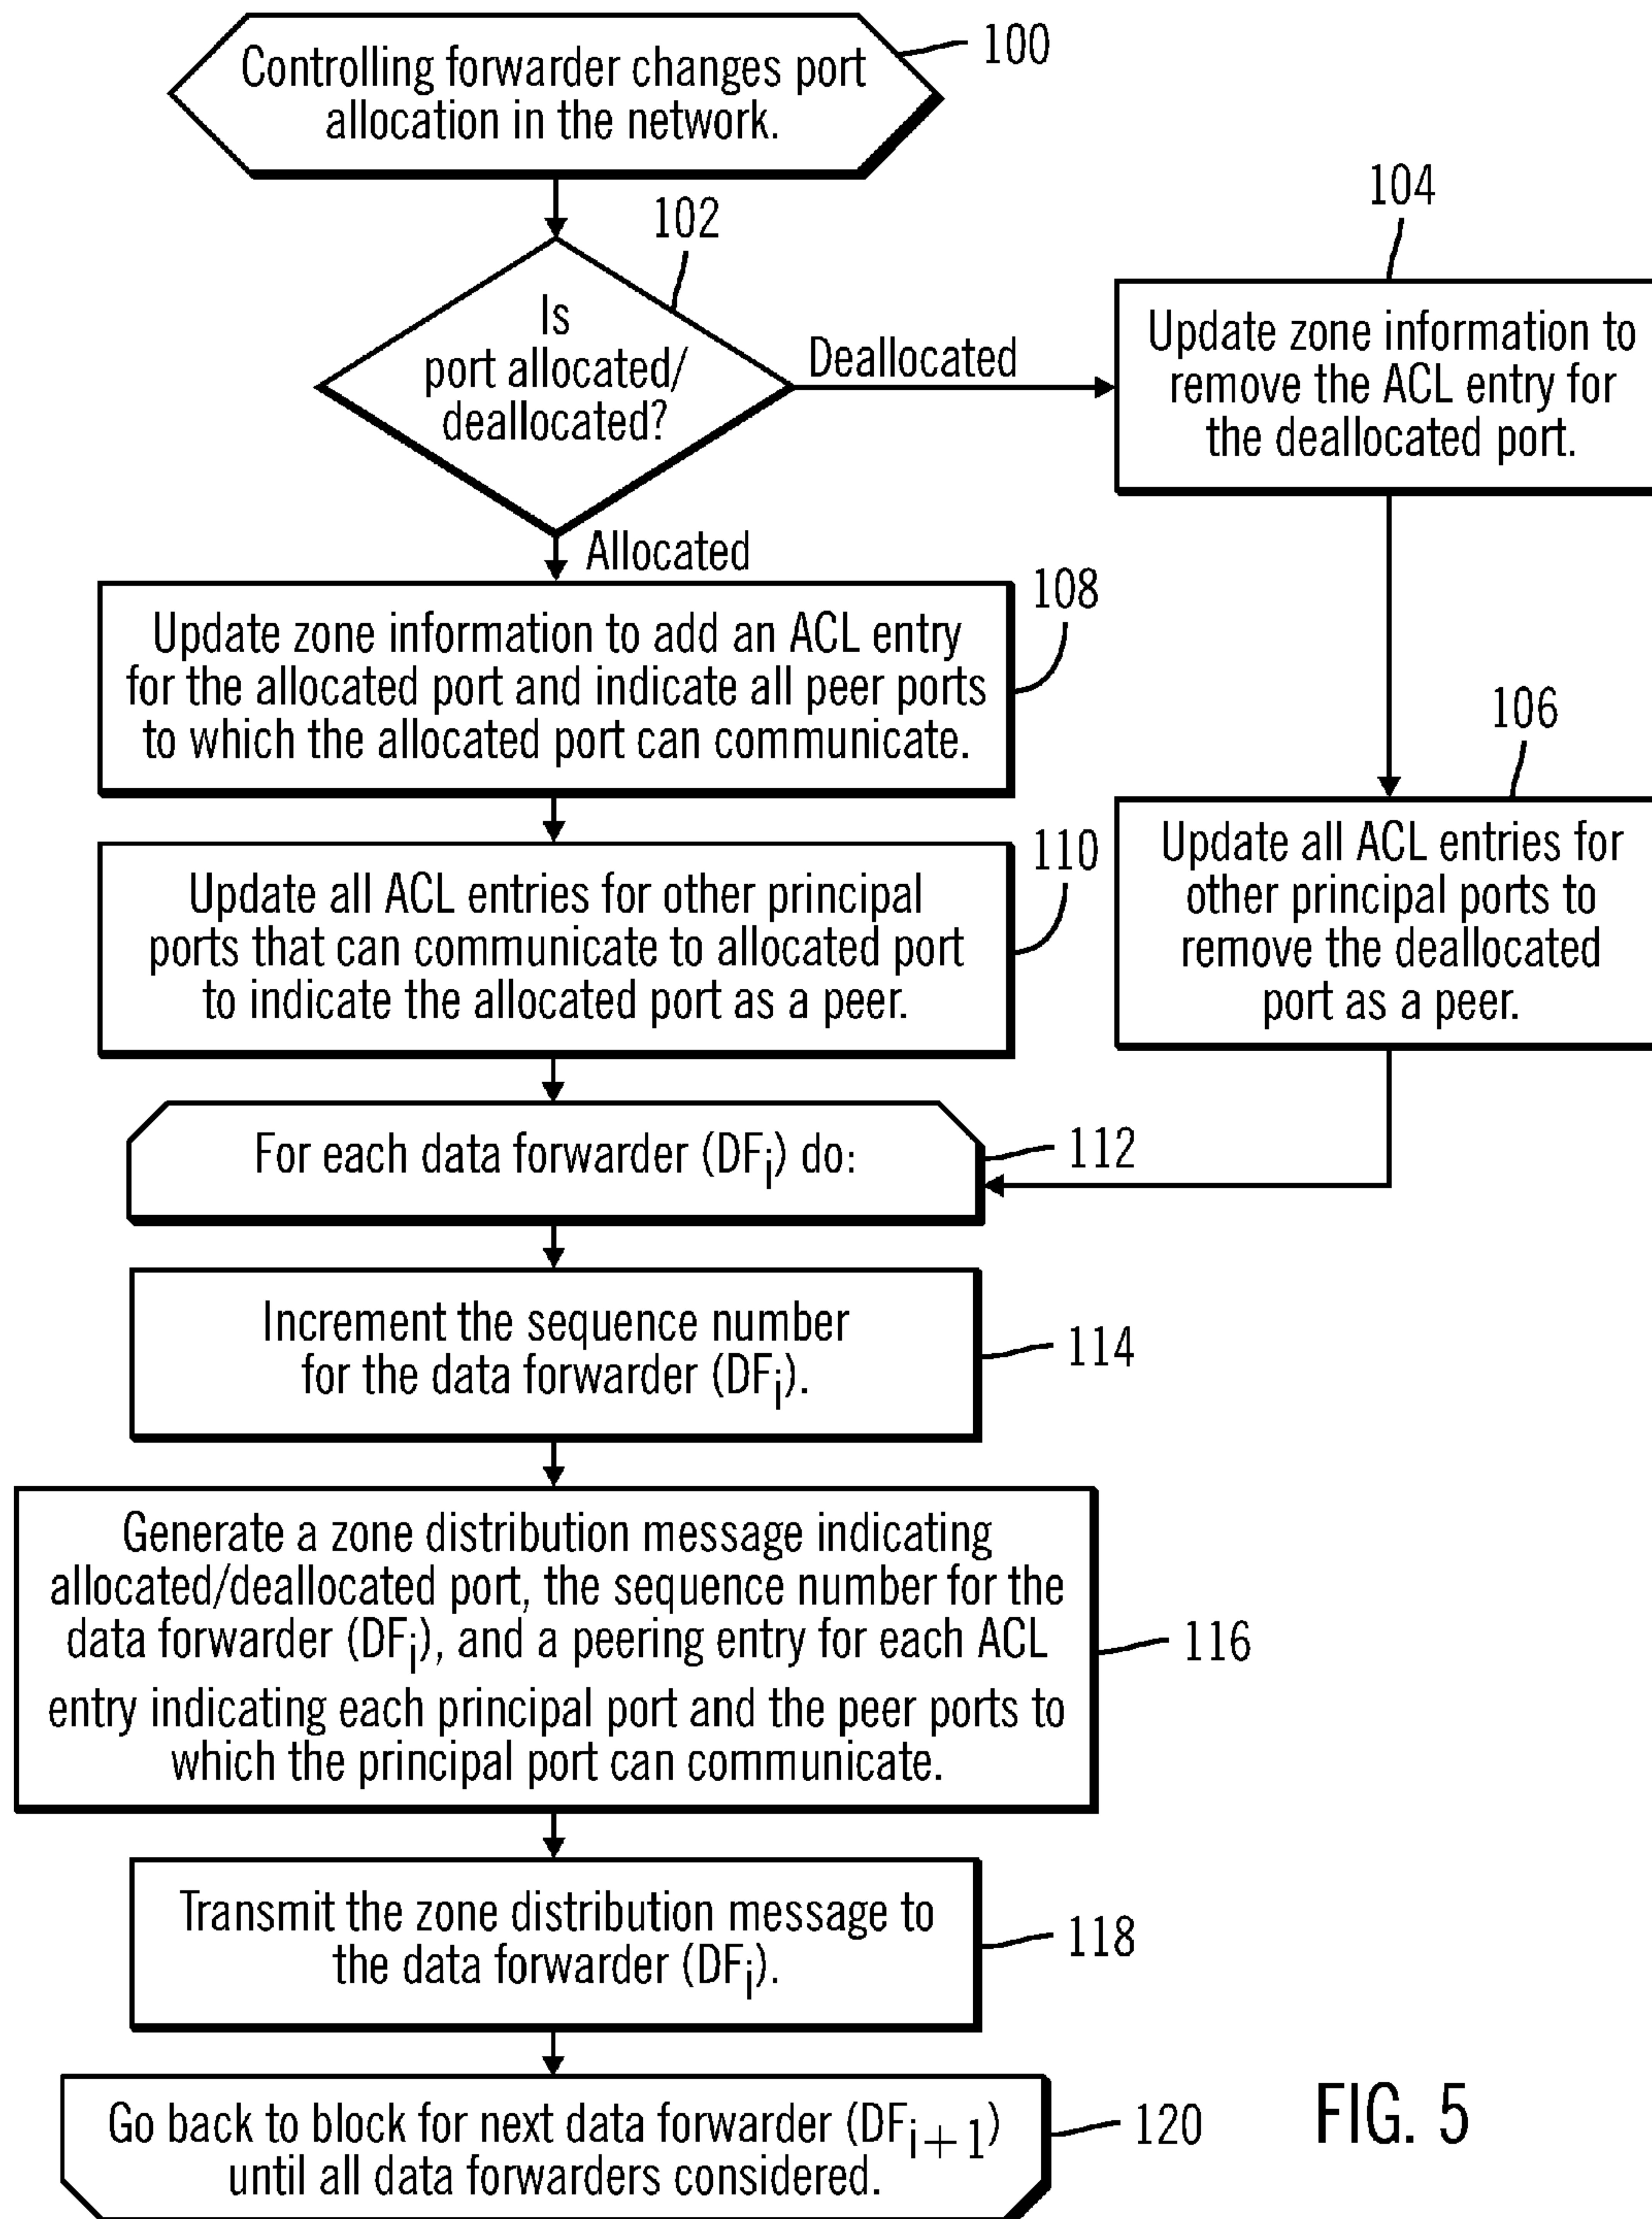 Controlling forwarder changes port
allocation in the network.
100
102
Is
port allocated/
deallocated?
Deallocated
104
Update zone information to
remove the ACL entry for
the deallocated port.
Allocated
108
Update zone information to add an ACL entry
for the allocated port and indicate all peer ports
to which the allocated port can communicate.
106
Update all ACL entries for
other principal ports to
remove the deallocated
port as a peer.
110
Update all ACL entries for other principal
ports that can communicate to allocated port
to indicate the allocated port as a peer.
For each data forwarder (DFi) do:
112
Increment the sequence number
for the data forwarder (DFi).
114
Generate a zone distribution message indicating
allocated/deallocated port, the sequence number for the
data forwarder (DFi), and a peering entry for each ACL
entry indicating each principal port and the peer ports to
which the principal port can communicate.
116
Transmit the zone distribution message to
the data forwarder (DFi).
118
Go back to block for next data forwarder (DFi+1)
until all data forwarders considered.
120
FIG. 5